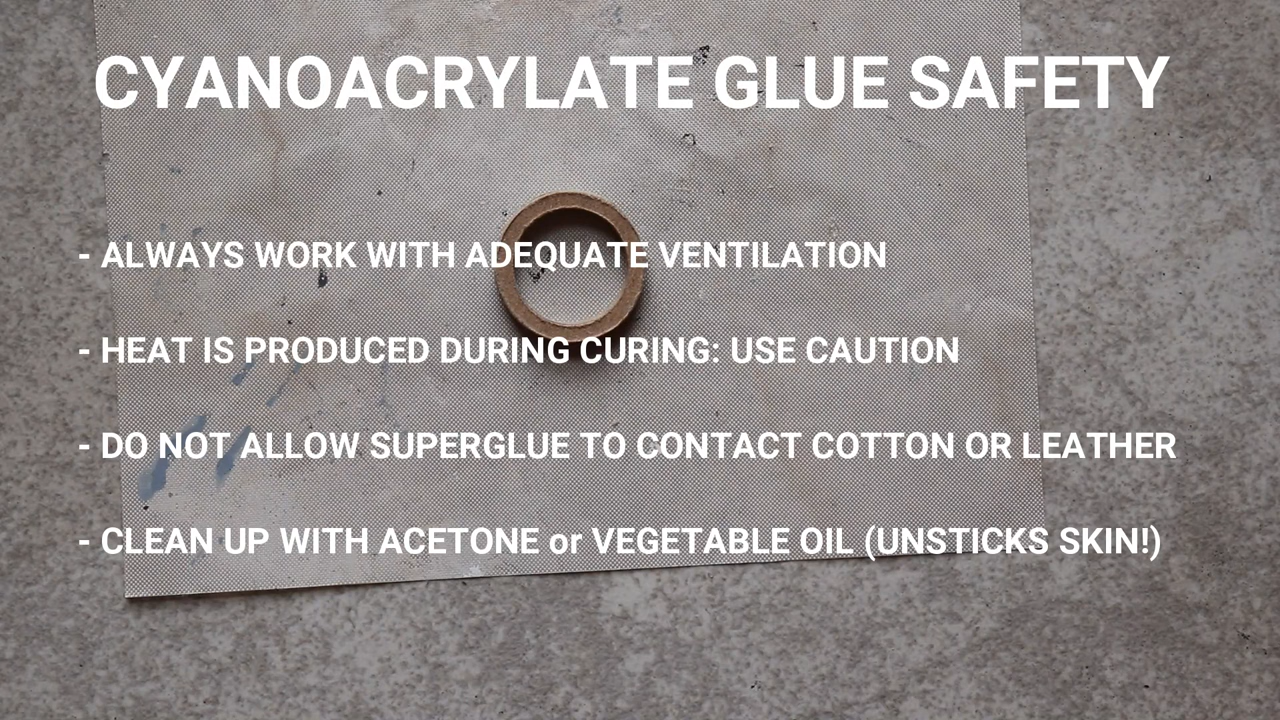 CYANOACRYLATE GLUE SAFETY
- ALWAYS WORK WITH ADEQUATE VENTILATION
- HEAT IS PRODUCED DURING CURING: USE CAUTION
- DO NOT ALLOW SUPERGLUE TO CONTACT COTTON OR LEATHER
- CLEAN UP WITH ACETONE or VEGETABLE OIL (UNSTICKS SKIN!)